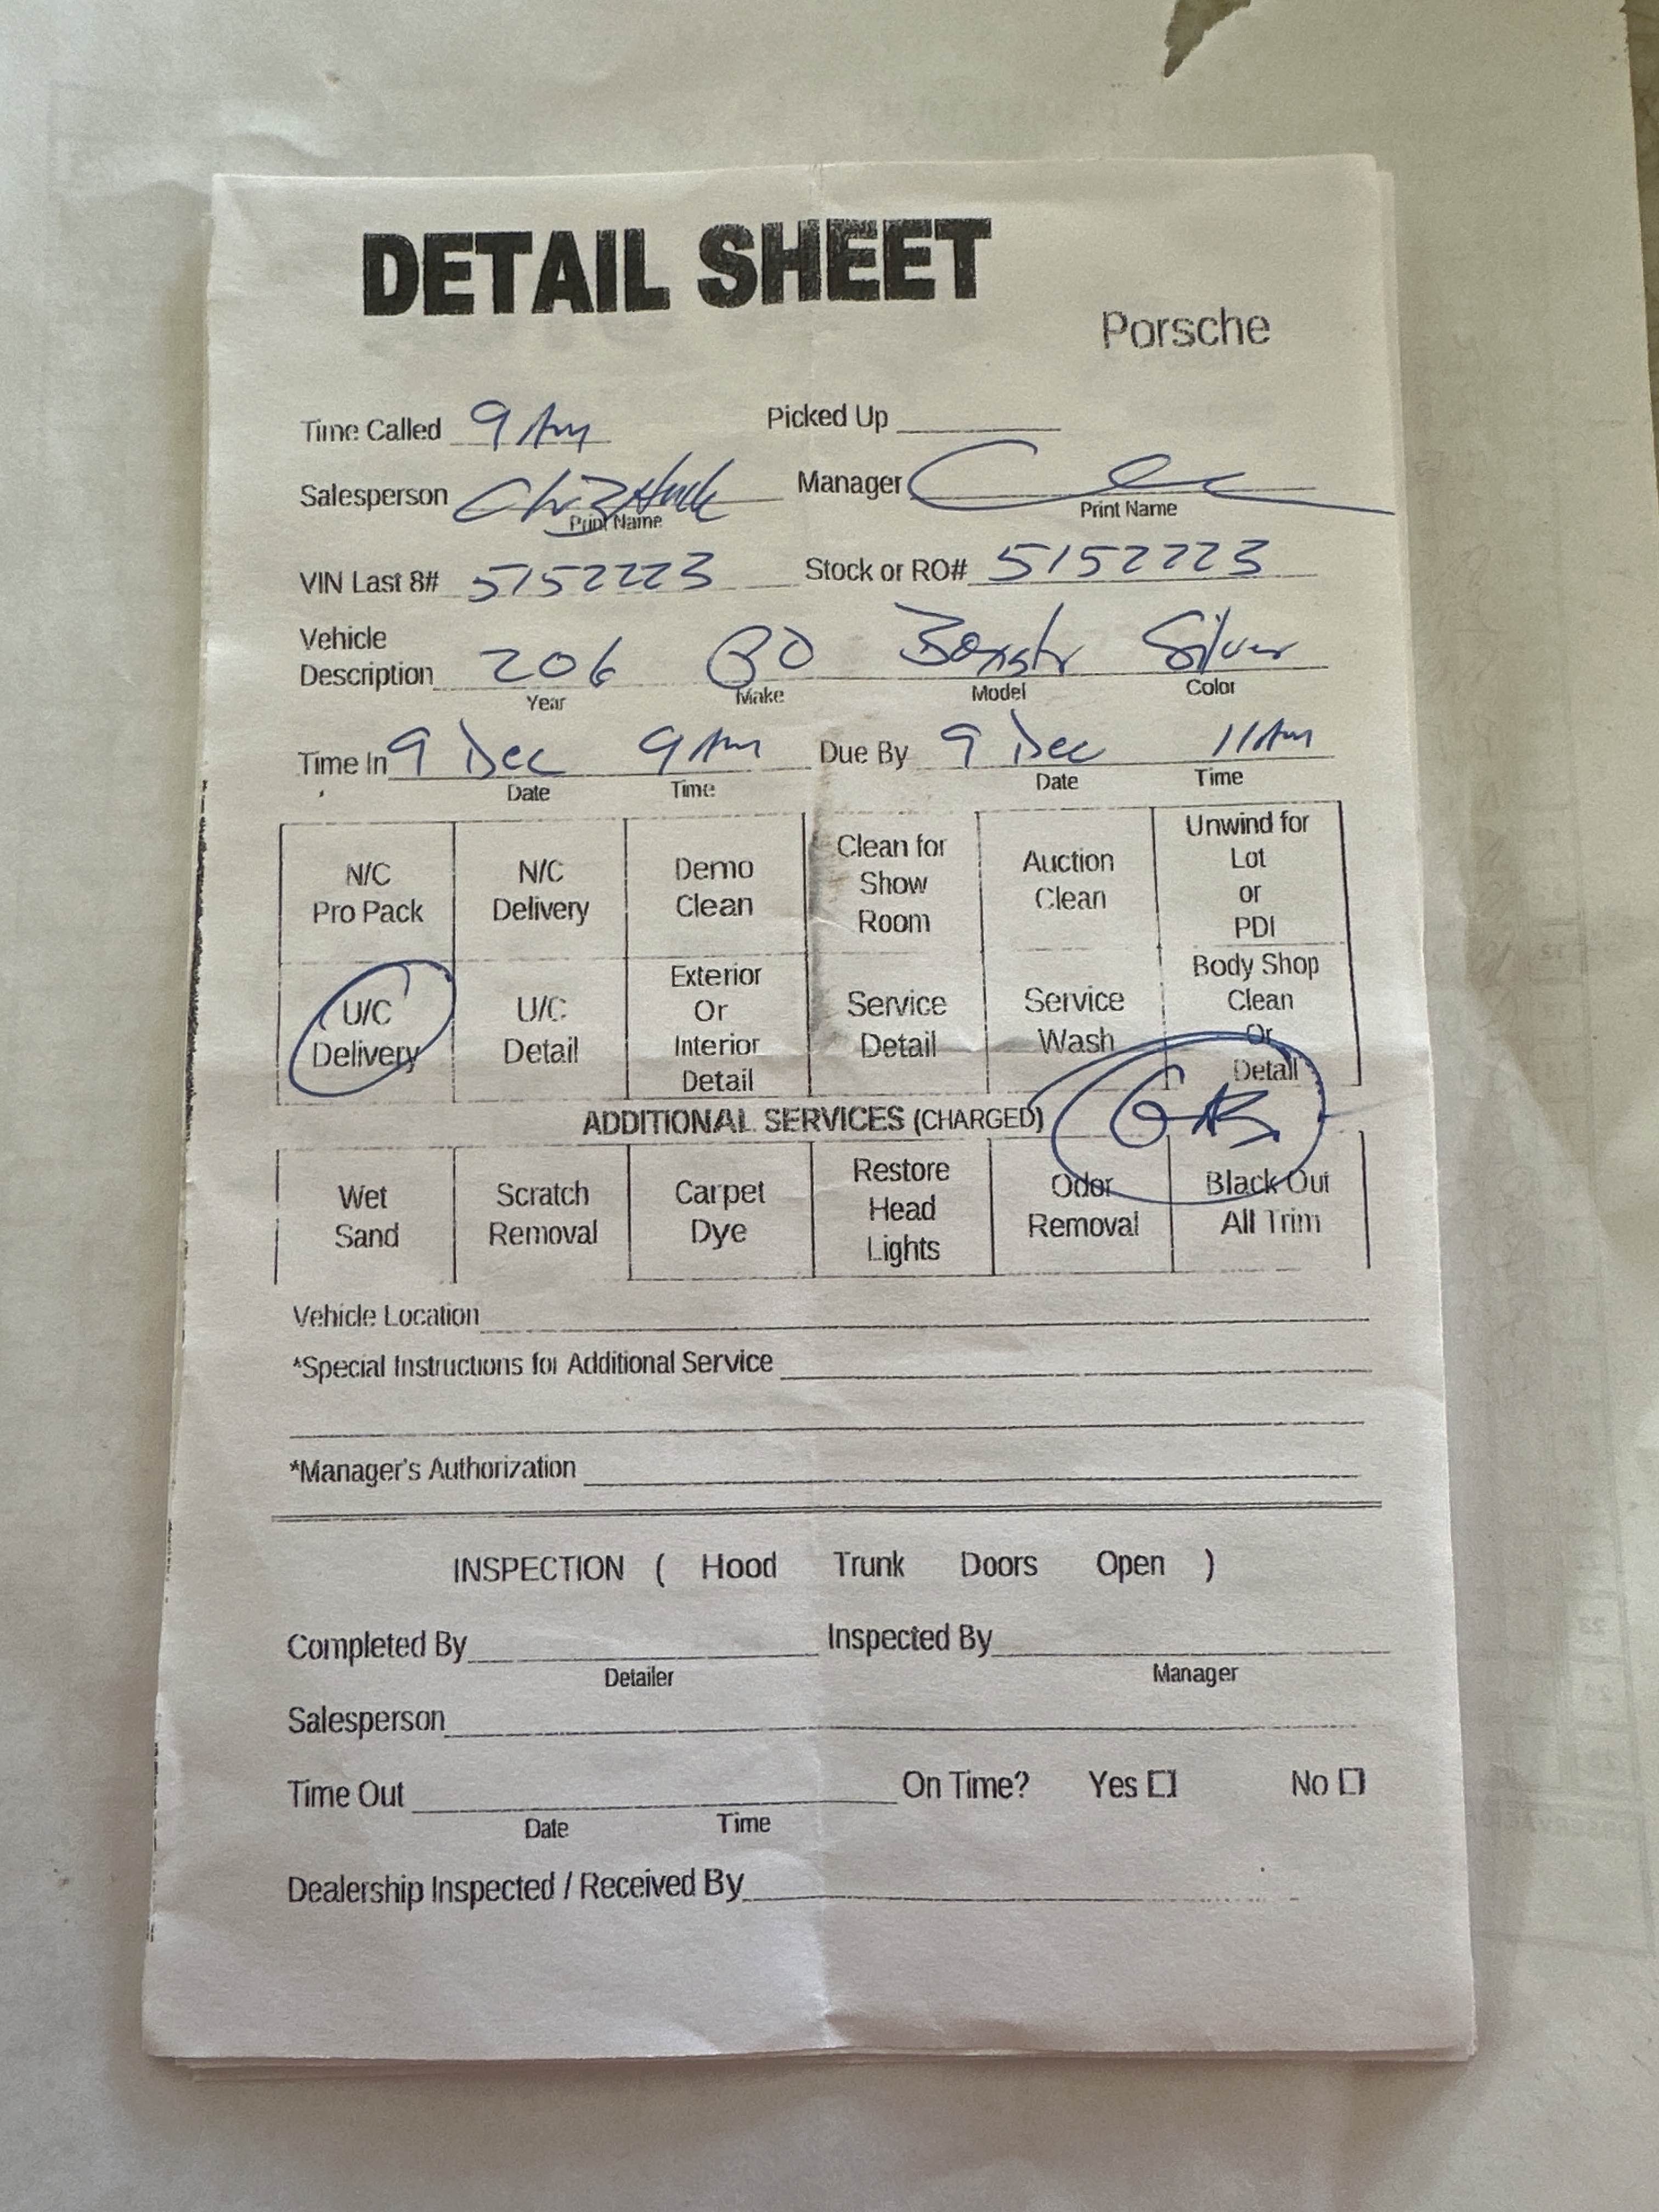 DETAIL SHEET
Porsche
Time Called 9 Am Picked Up
Salesperson Manager
Print Name Print Name
VIN Last 8# 5152223 Stock or RO# 5152223
Vehicle
Description 206 Boxstr Silver
Year Make Model Color
Time In 9 Dec 9 Am Due By 9 Dec 11 Am
Date Time Date Time
N/C Pro Pack N/C Delivery Demo Clean Clean for Show Room Auction Clean Unwind for Lot or PDI
U/C Delivery U/C Detail Exterior Or Interior Detail Service Detail Service Wash Body Shop Clean Or Detail
ADDITIONAL SERVICES (CHARGED)
Wet Sand Scratch Removal Carpet Dye Restore Head Lights Odor Removal Black Out All Trim
Vehicle Location
*Special Instructions for Additional Service
*Manager's Authorization
INSPECTION ( Hood Trunk Doors Open )
Completed By Inspected By
Detailer Manager
Salesperson
Time Out On Time? Yes No
Date Time
Dealership Inspected / Received By